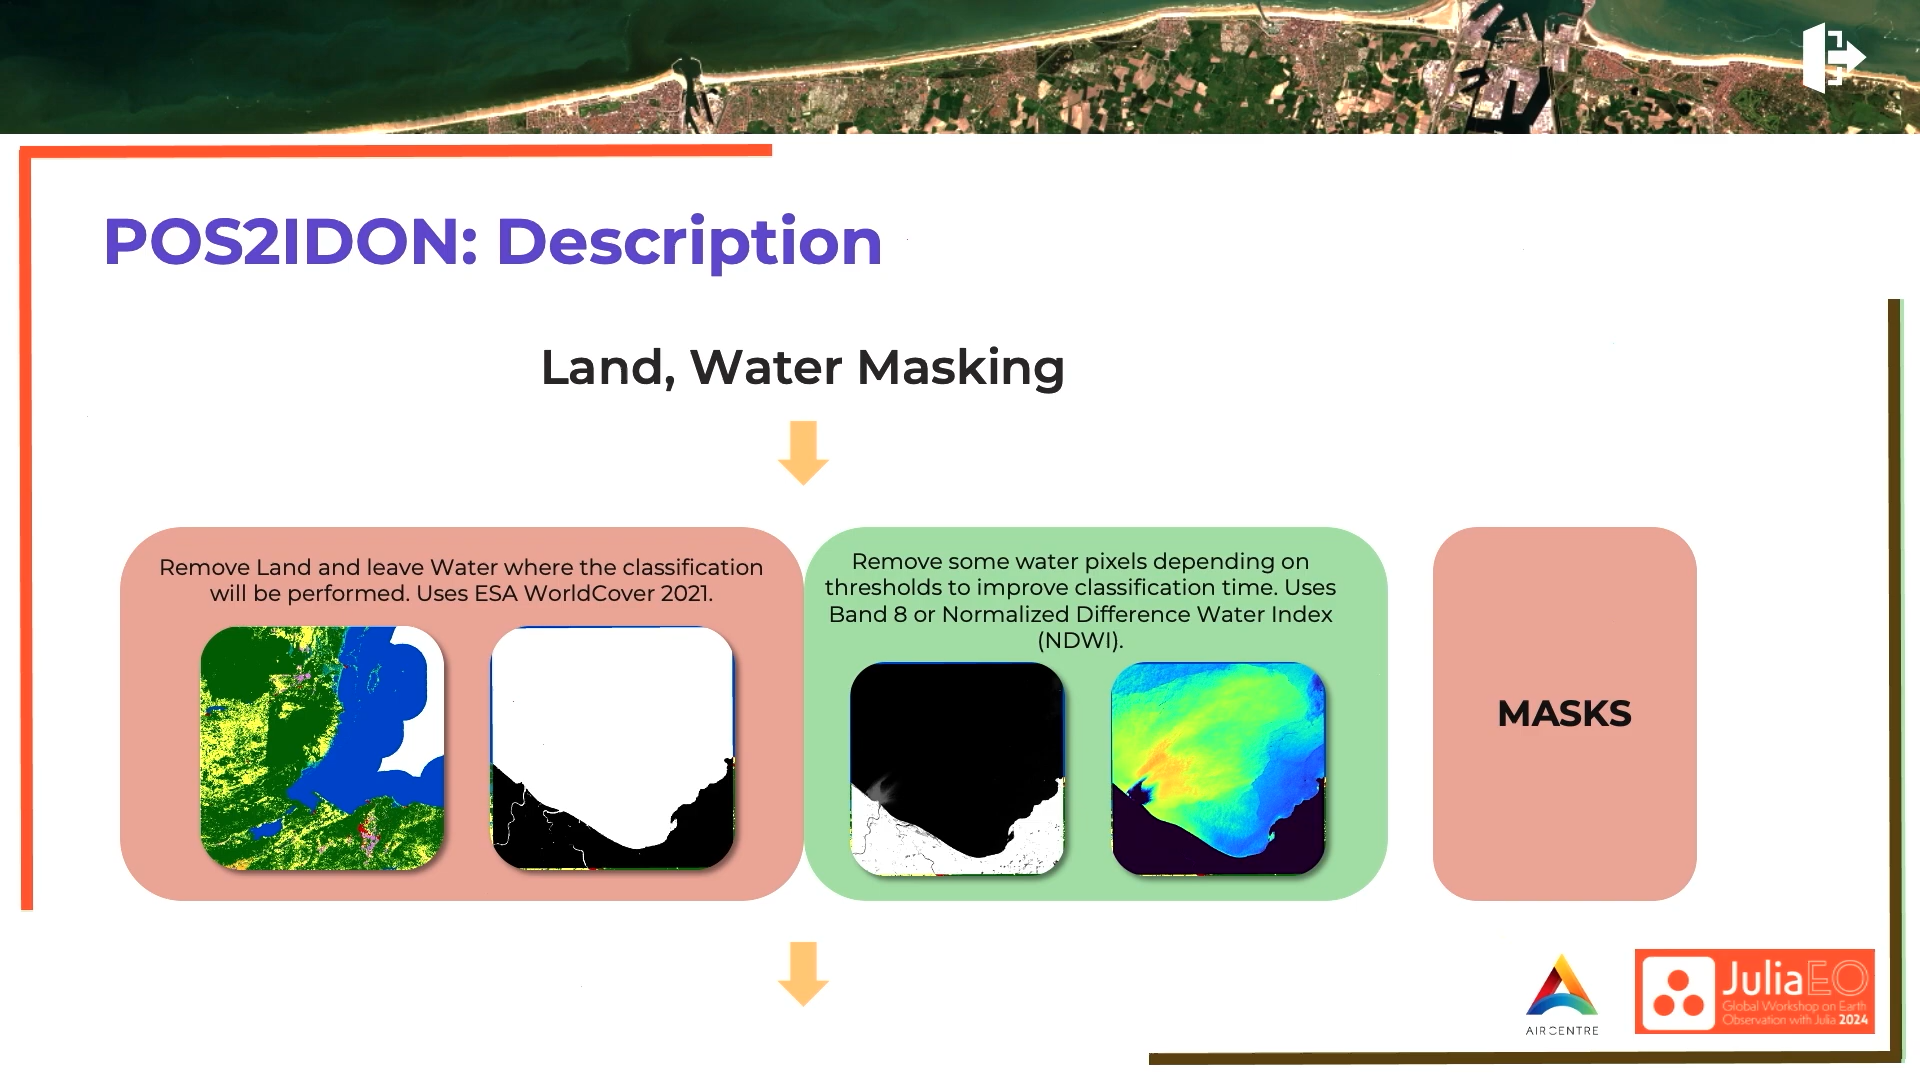 POS2IDON: Description
Land, Water Masking
Remove Land and leave Water where the classification
will be performed. Uses ESA WorldCover 2021.
Remove some water pixels depending on
thresholds to improve classification time. Uses
Band 8 or Normalized Difference Water Index
(NDWI).
MASKS
AIR CENTRE
JuliaEO
Global Workshop on Earth
Observation with Julia 2024